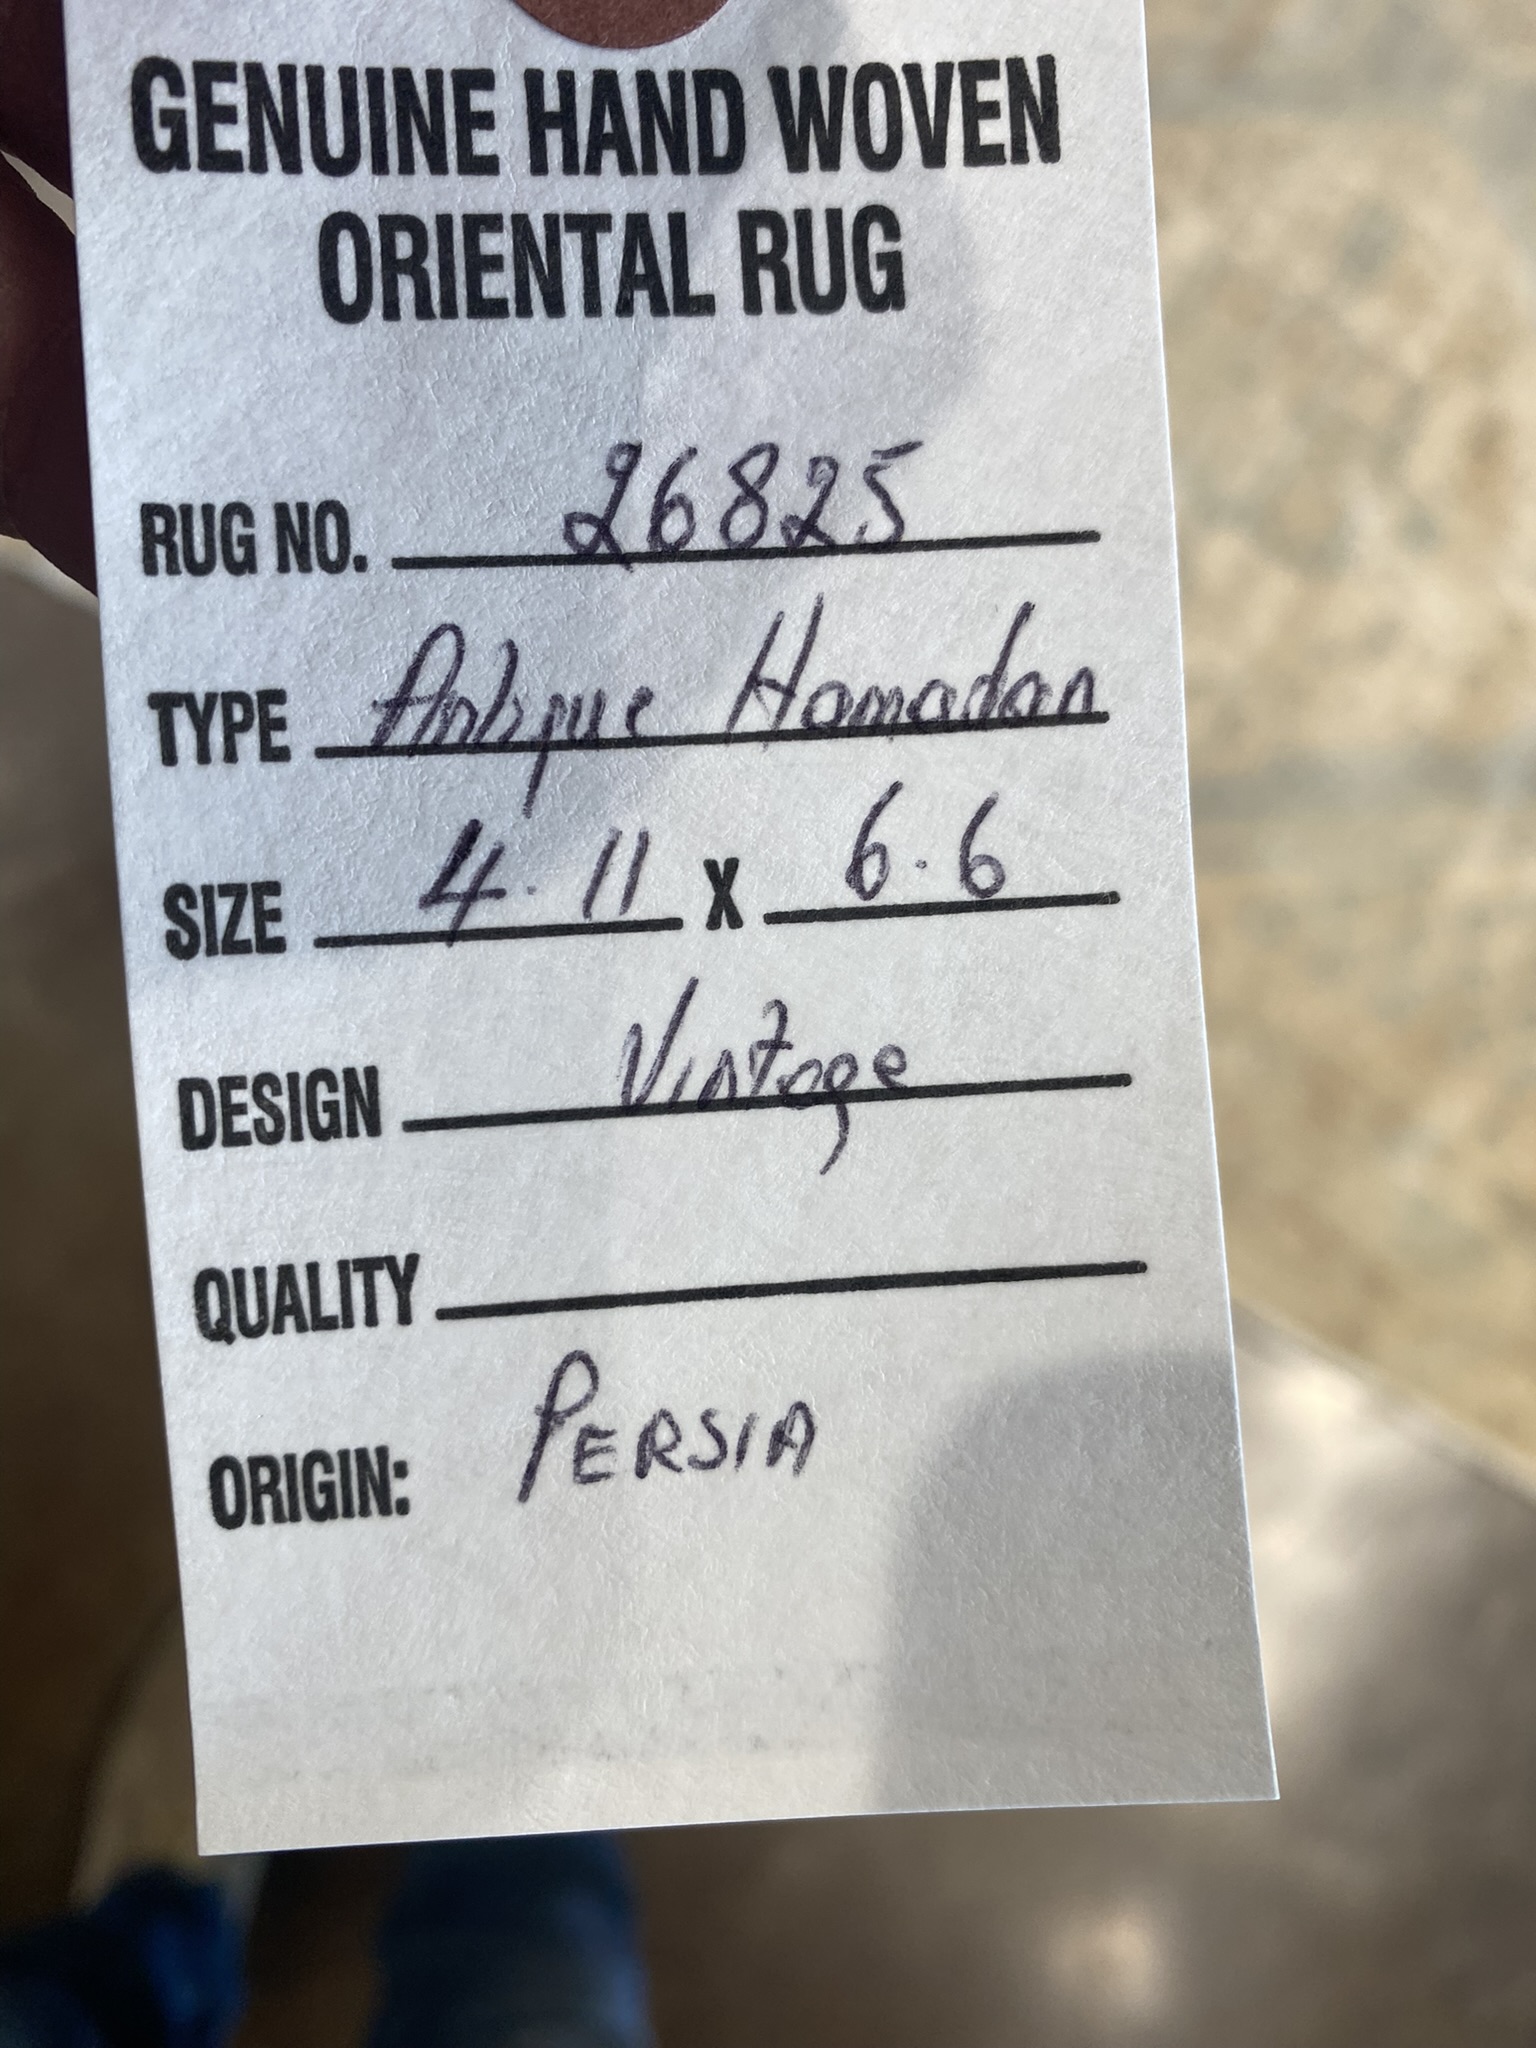 GENUINE HAND WOVEN
ORIENTAL RUG
RUG NO. 26825
TYPE Antique Hamadan
SIZE 4.11 X 6.6
DESIGN Vintage
QUALITY
ORIGIN: PERSIA